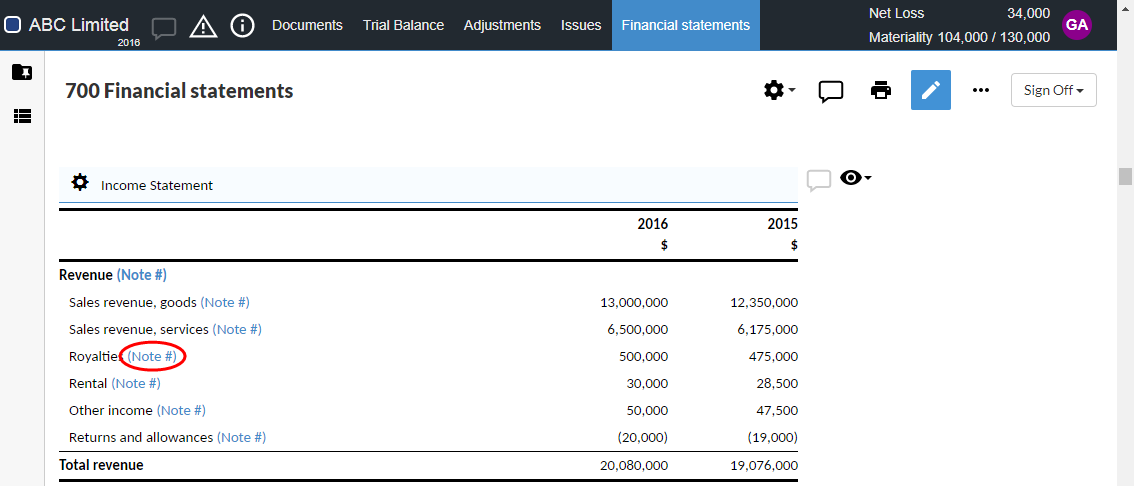 ABC Limited
2016
Documents Trial Balance Adjustments Issues Financial statements
Net Loss 34,000
Materiality 104,000 / 130,000
GA
700 Financial statements
Sign Off
Income Statement
2016 2015
$ $
Revenue (Note #)
Sales revenue, goods (Note #) 13,000,000 12,350,000
Sales revenue, services (Note #) 6,500,000 6,175,000
Royalties (Note #) 500,000 475,000
Rental (Note #) 30,000 28,500
Other income (Note #) 50,000 47,500
Returns and allowances (Note #) (20,000) (19,000)
Total revenue 20,080,000 19,076,000